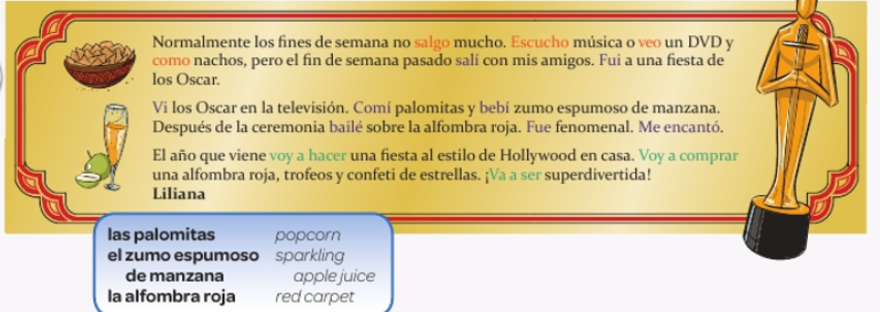 Normalmente los fines de semana no salgo mucho. Escucho música o veo un DVD y
como nachos, pero el fin de semana pasado salí con mis amigos. Fui a una fiesta de
los Oscar.
Vi los Oscar en la televisión. Comí palomitas y bebí zumo espumoso de manzana.
Después de la ceremonia bailé sobre la alfombra roja. Fue fenomenal. Me encantó.
El año que viene voy a hacer una fiesta al estilo de Hollywood en casa. Voy a comprar
una alfombra roja, trofeos y confeti de estrellas. ¡Va a ser superdivertida!
Liliana
las palomitas popcorn
el zumo espumoso sparkling
de manzana apple juice
la alfombra roja red carpet